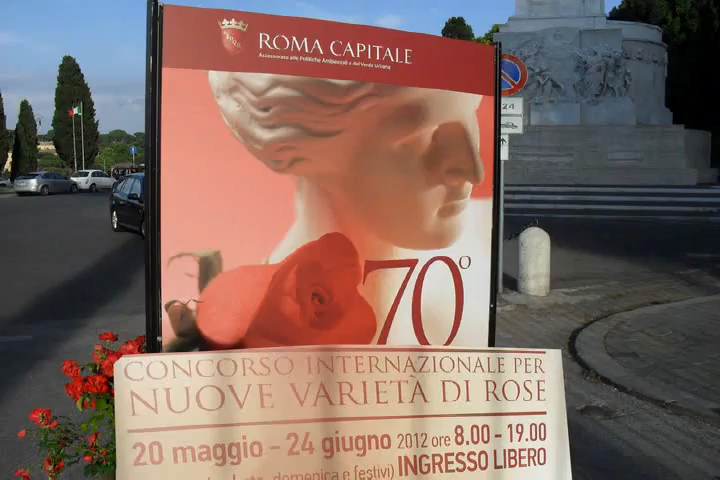 ROMA CAPITALE
Assessorato alle Politiche Ambientali e del Verde Urbano
24
70°
CONCORSO INTERNAZIONALE PER
NUOVE VARIETÀ DI ROSE
20 maggio - 24 giugno 2012 ore 8.00 - 19.00
domenica e festivi) INGRESSO LIBERO